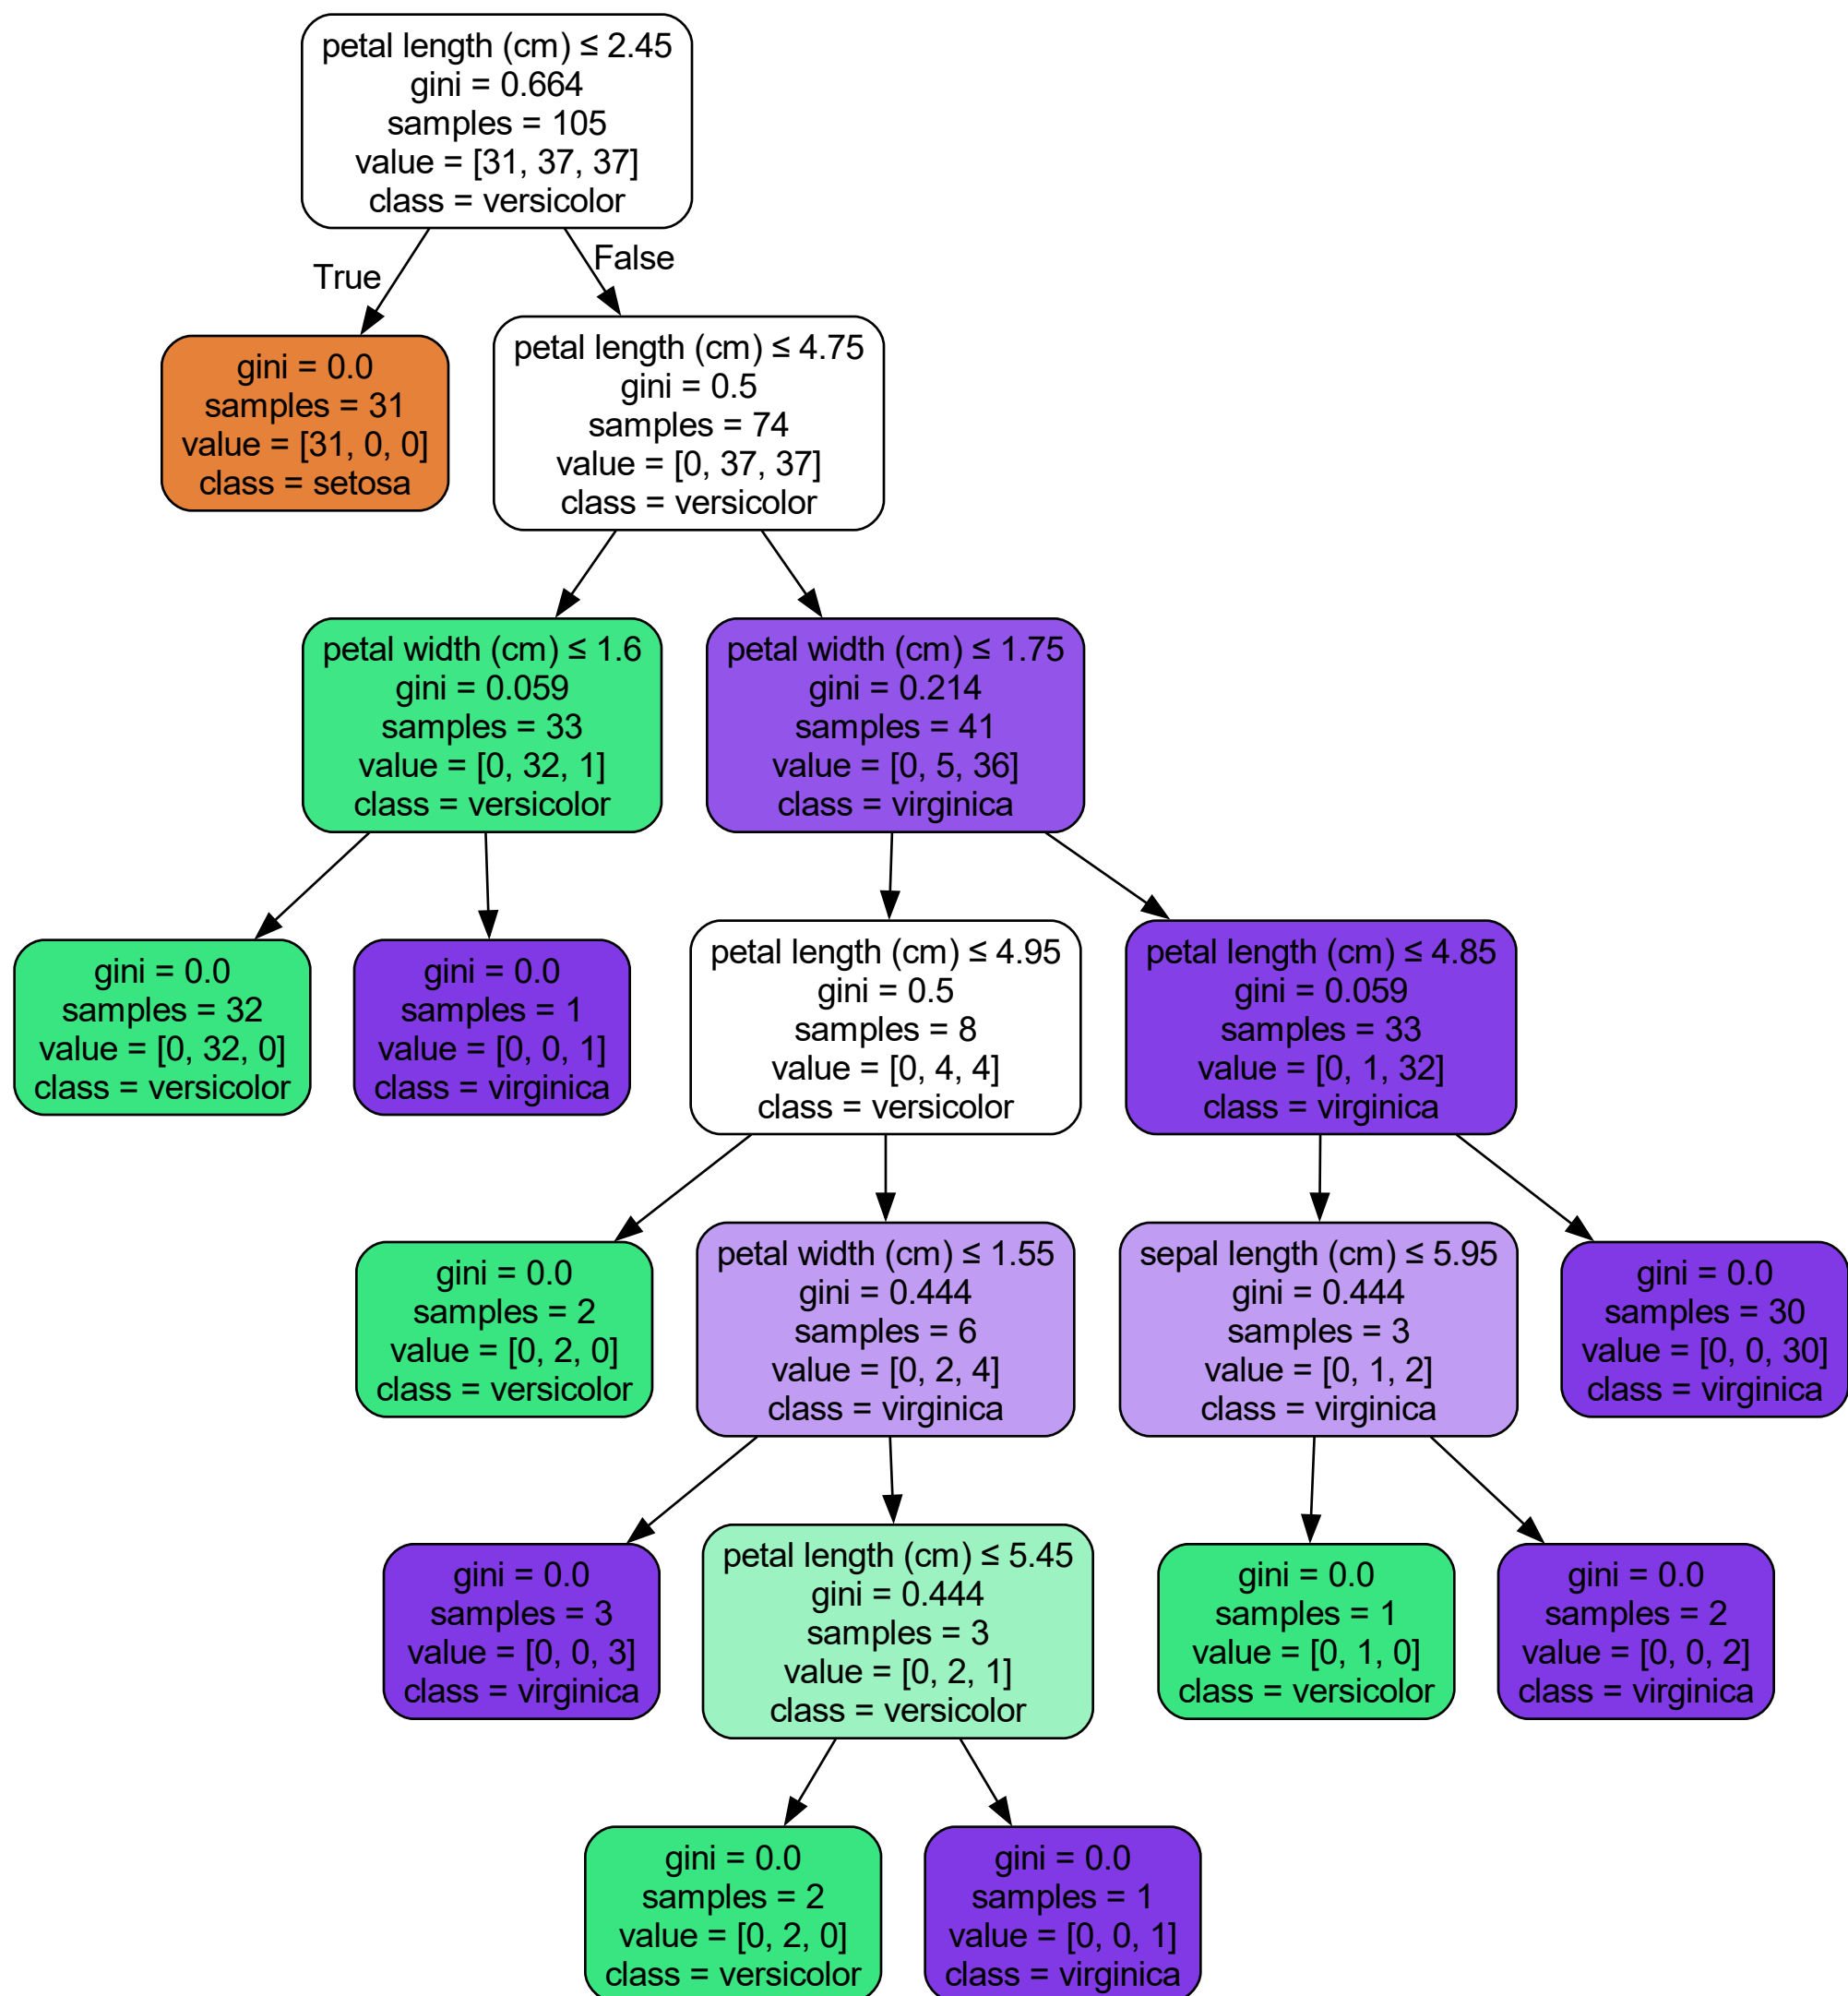 petal length (cm) ≤ 2.45
gini = 0.664
samples = 105
value = [31, 37, 37]
class = versicolor
True
False
gini = 0.0
samples = 31
value = [31, 0, 0]
class = setosa
petal length (cm) ≤ 4.75
gini = 0.5
samples = 74
value = [0, 37, 37]
class = versicolor
petal width (cm) ≤ 1.6
gini = 0.059
samples = 33
value = [0, 32, 1]
class = versicolor
petal width (cm) ≤ 1.75
gini = 0.214
samples = 41
value = [0, 5, 36]
class = virginica
gini = 0.0
samples = 32
value = [0, 32, 0]
class = versicolor
gini = 0.0
samples = 1
value = [0, 0, 1]
class = virginica
petal length (cm) ≤ 4.95
gini = 0.5
samples = 8
value = [0, 4, 4]
class = versicolor
petal length (cm) ≤ 4.85
gini = 0.059
samples = 33
value = [0, 1, 32]
class = virginica
gini = 0.0
samples = 2
value = [0, 2, 0]
class = versicolor
petal width (cm) ≤ 1.55
gini = 0.444
samples = 6
value = [0, 2, 4]
class = virginica
sepal length (cm) ≤ 5.95
gini = 0.444
samples = 3
value = [0, 1, 2]
class = virginica
gini = 0.0
samples = 30
value = [0, 0, 30]
class = virginica
gini = 0.0
samples = 3
value = [0, 0, 3]
class = virginica
petal length (cm) ≤ 5.45
gini = 0.444
samples = 3
value = [0, 2, 1]
class = versicolor
gini = 0.0
samples = 1
value = [0, 1, 0]
class = versicolor
gini = 0.0
samples = 2
value = [0, 0, 2]
class = virginica
gini = 0.0
samples = 2
value = [0, 2, 0]
class = versicolor
gini = 0.0
samples = 1
value = [0, 0, 1]
class = virginica